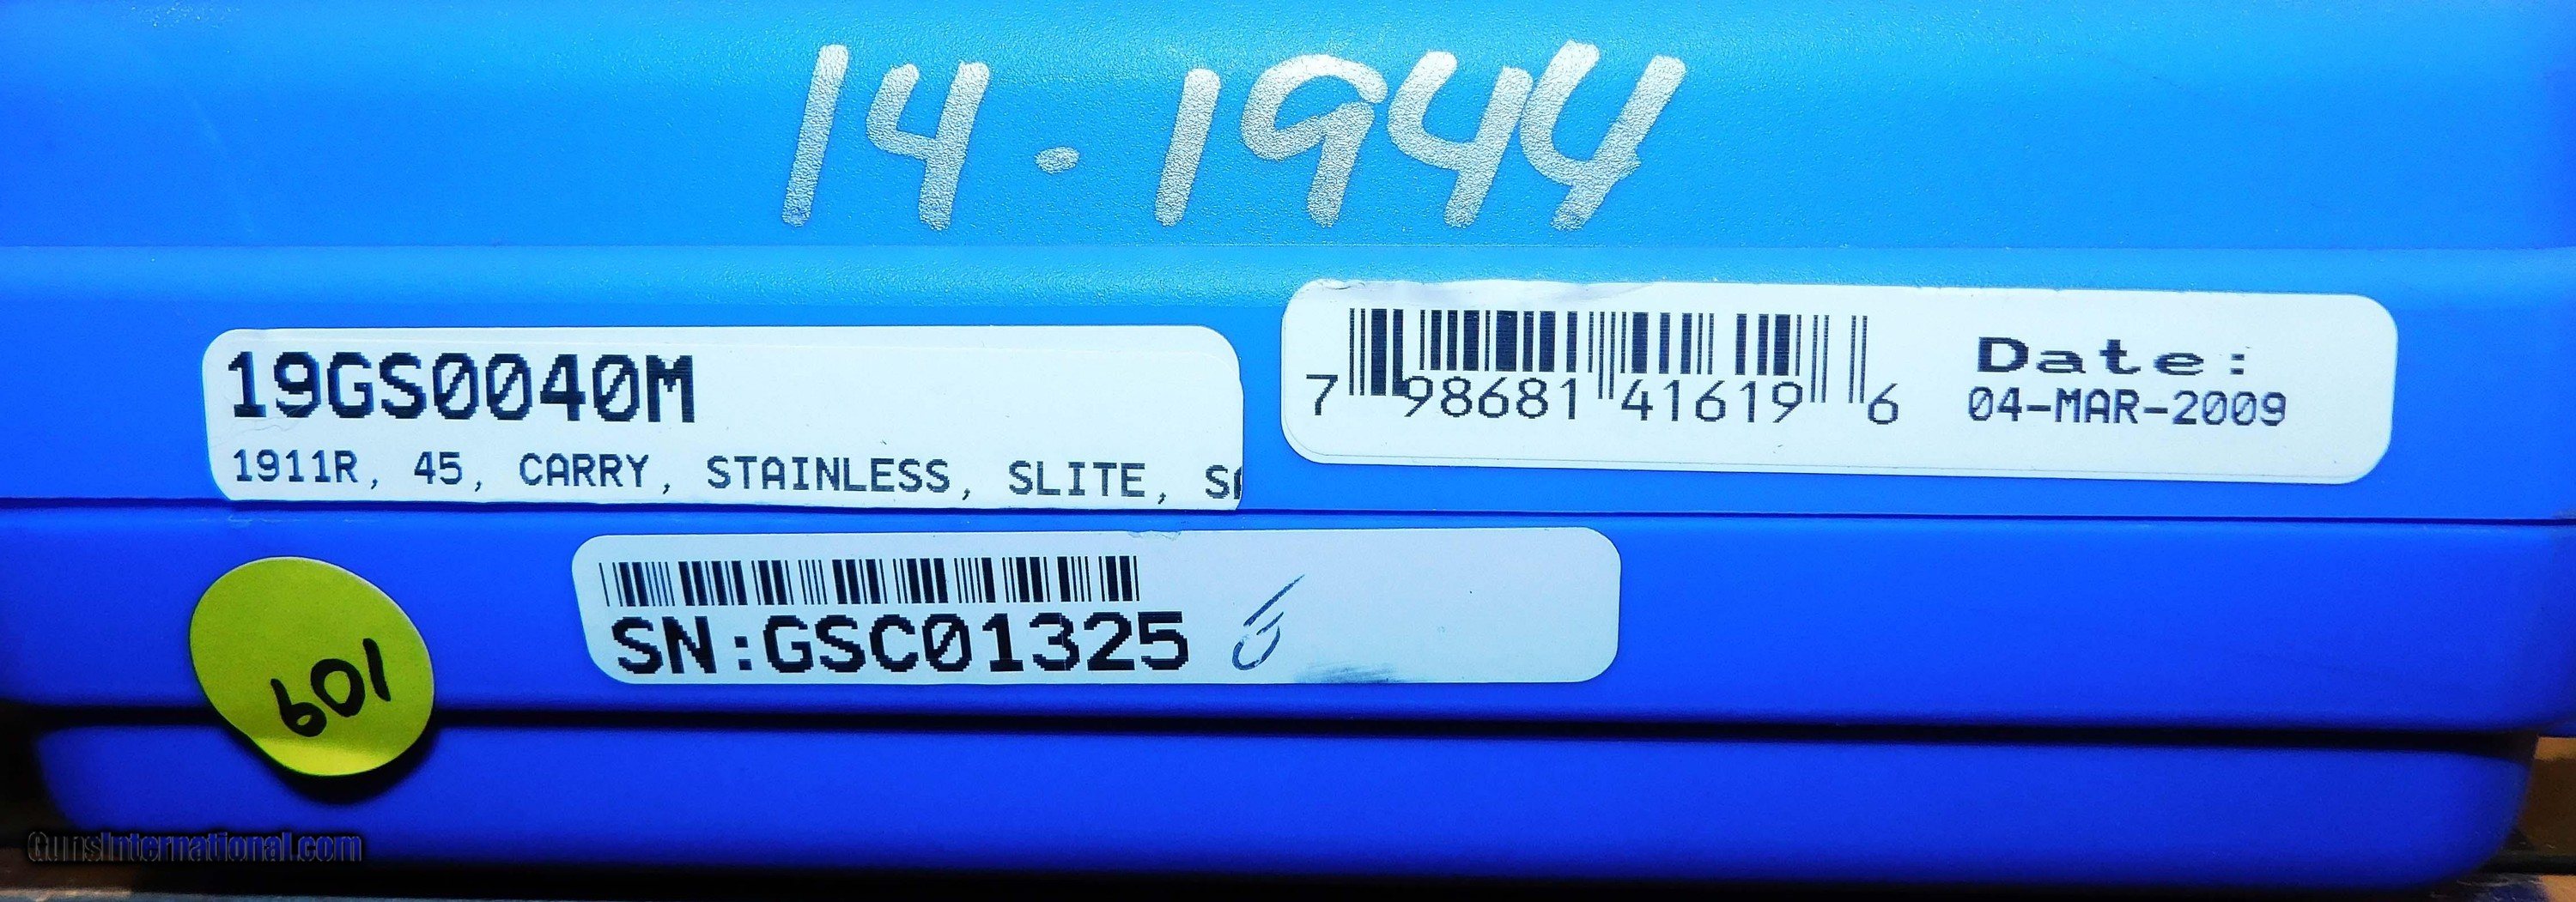 14 - 1944
19GS0040M
1911R, 45, CARRY, STAINLESS, SLITE,
7 98681 41619 6
Date:
04-MAR-2009
SN:GSC01325
601
GunsInternational.com